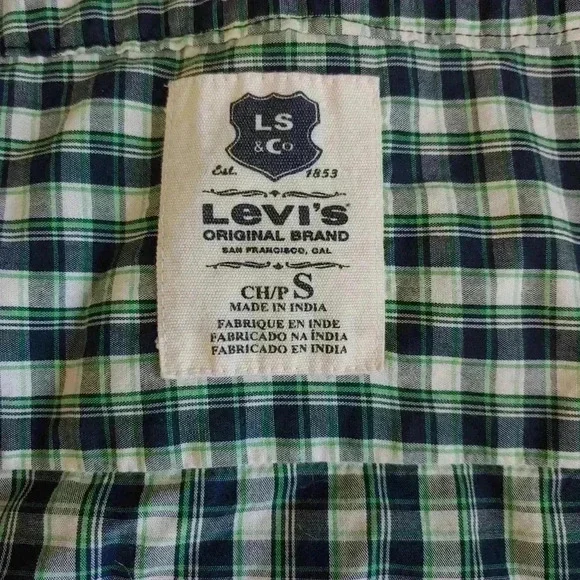 LS
& Co
Est. 1853
Levi's
ORIGINAL BRAND
SAN FRANCISCO, CAL
CH/P S
MADE IN INDIA
FABRIQUE EN INDE
FABRICADO NA ÍNDIA
FABRICADO EN INDIA